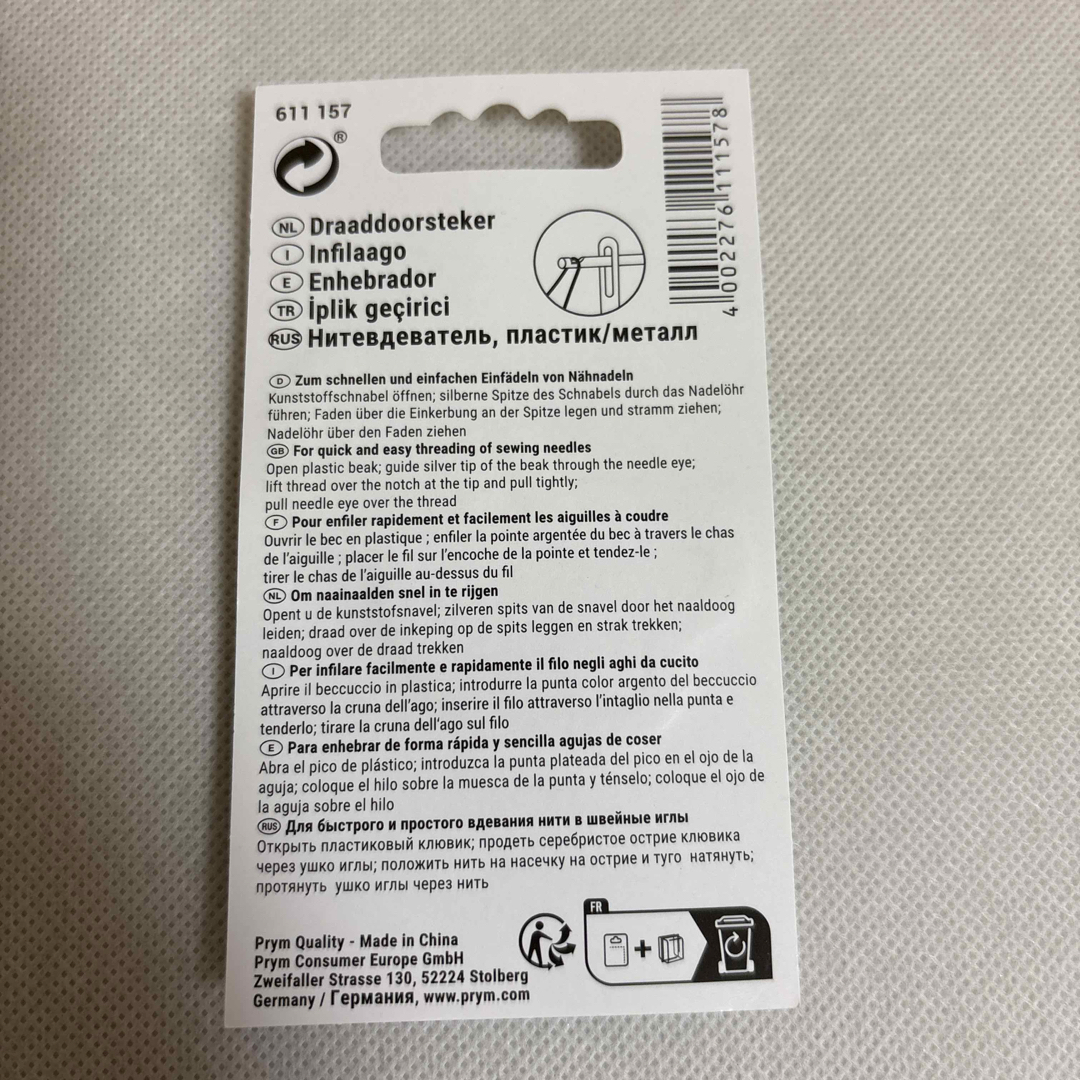 611 157
®
NL Draaddoorsteker
I Infilaago
E Enhebrador
TR İplik geçirici
RUS Нитевдеватель, пластик/металл
4 002276 111578
D Zum schnellen und einfachen Einfädeln von Nähnadeln
Kunststoffschnabel öffnen; silberne Spitze des Schnabels durch das Nadelöhr
führen; Faden über die Einkerbung an der Spitze legen und stramm ziehen;
Nadelöhr über den Faden ziehen
GB For quick and easy threading of sewing needles
Open plastic beak; guide silver tip of the beak through the needle eye;
lift thread over the notch at the tip and pull tightly;
pull needle eye over the thread
F Pour enfiler rapidement et facilement les aiguilles à coudre
Ouvrir le bec en plastique ; enfiler la pointe argentée du bec à travers le chas
de l'aiguille ; placer le fil sur l'encoche de la pointe et tendez-le ;
tirer le chas de l'aiguille au-dessus du fil
NL Om naainaalden snel in te rijgen
Opent u de kunststofsnavel; zilveren spits van de snavel door het naaldoog
leiden; draad over de inkeping op de spits leggen en strak trekken;
naaldoog over de draad trekken
I Per infilare facilmente e rapidamente il filo negli aghi da cucito
Aprire il beccuccio in plastica; introdurre la punta color argento del beccuccio
attraverso la cruna dell'ago; inserire il filo attraverso l'intaglio nella punta e
tenderlo; tirare la cruna dell'ago sul filo
E Para enhebrar de forma rápida y sencilla agujas de coser
Abra el pico de plástico; introduzca la punta plateada del pico en el ojo de la
aguja; coloque el hilo sobre la muesca de la punta y ténselo; coloque el ojo de
la aguja sobre el hilo
RUS Для быстрого и простого вдевания нити в швейные иглы
Открыть пластиковый клювик; продеть серебристое острие клювика
через ушко иглы; положить нить на насечку на острие и туго натянуть;
протянуть ушко иглы через нить
Prym Quality - Made in China
Prym Consumer Europe GmbH
Zweifaller Strasse 130, 52224 Stolberg
Germany / Германия, www.prym.com
FR
+